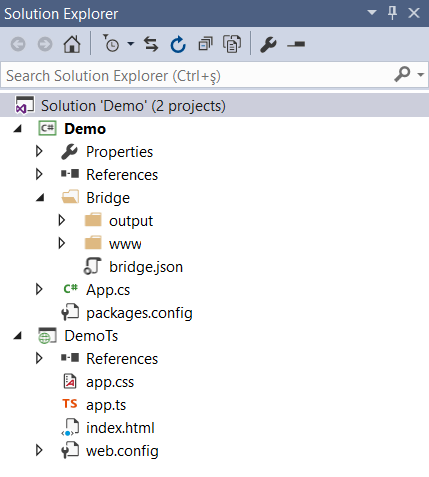 Solution Explorer
Search Solution Explorer (Ctrl+ş)
Solution 'Demo' (2 projects)
C# Demo
Properties
References
Bridge
output
www
bridge.json
C# App.cs
packages.config
DemoTs
References
app.css
TS app.ts
index.html
web.config